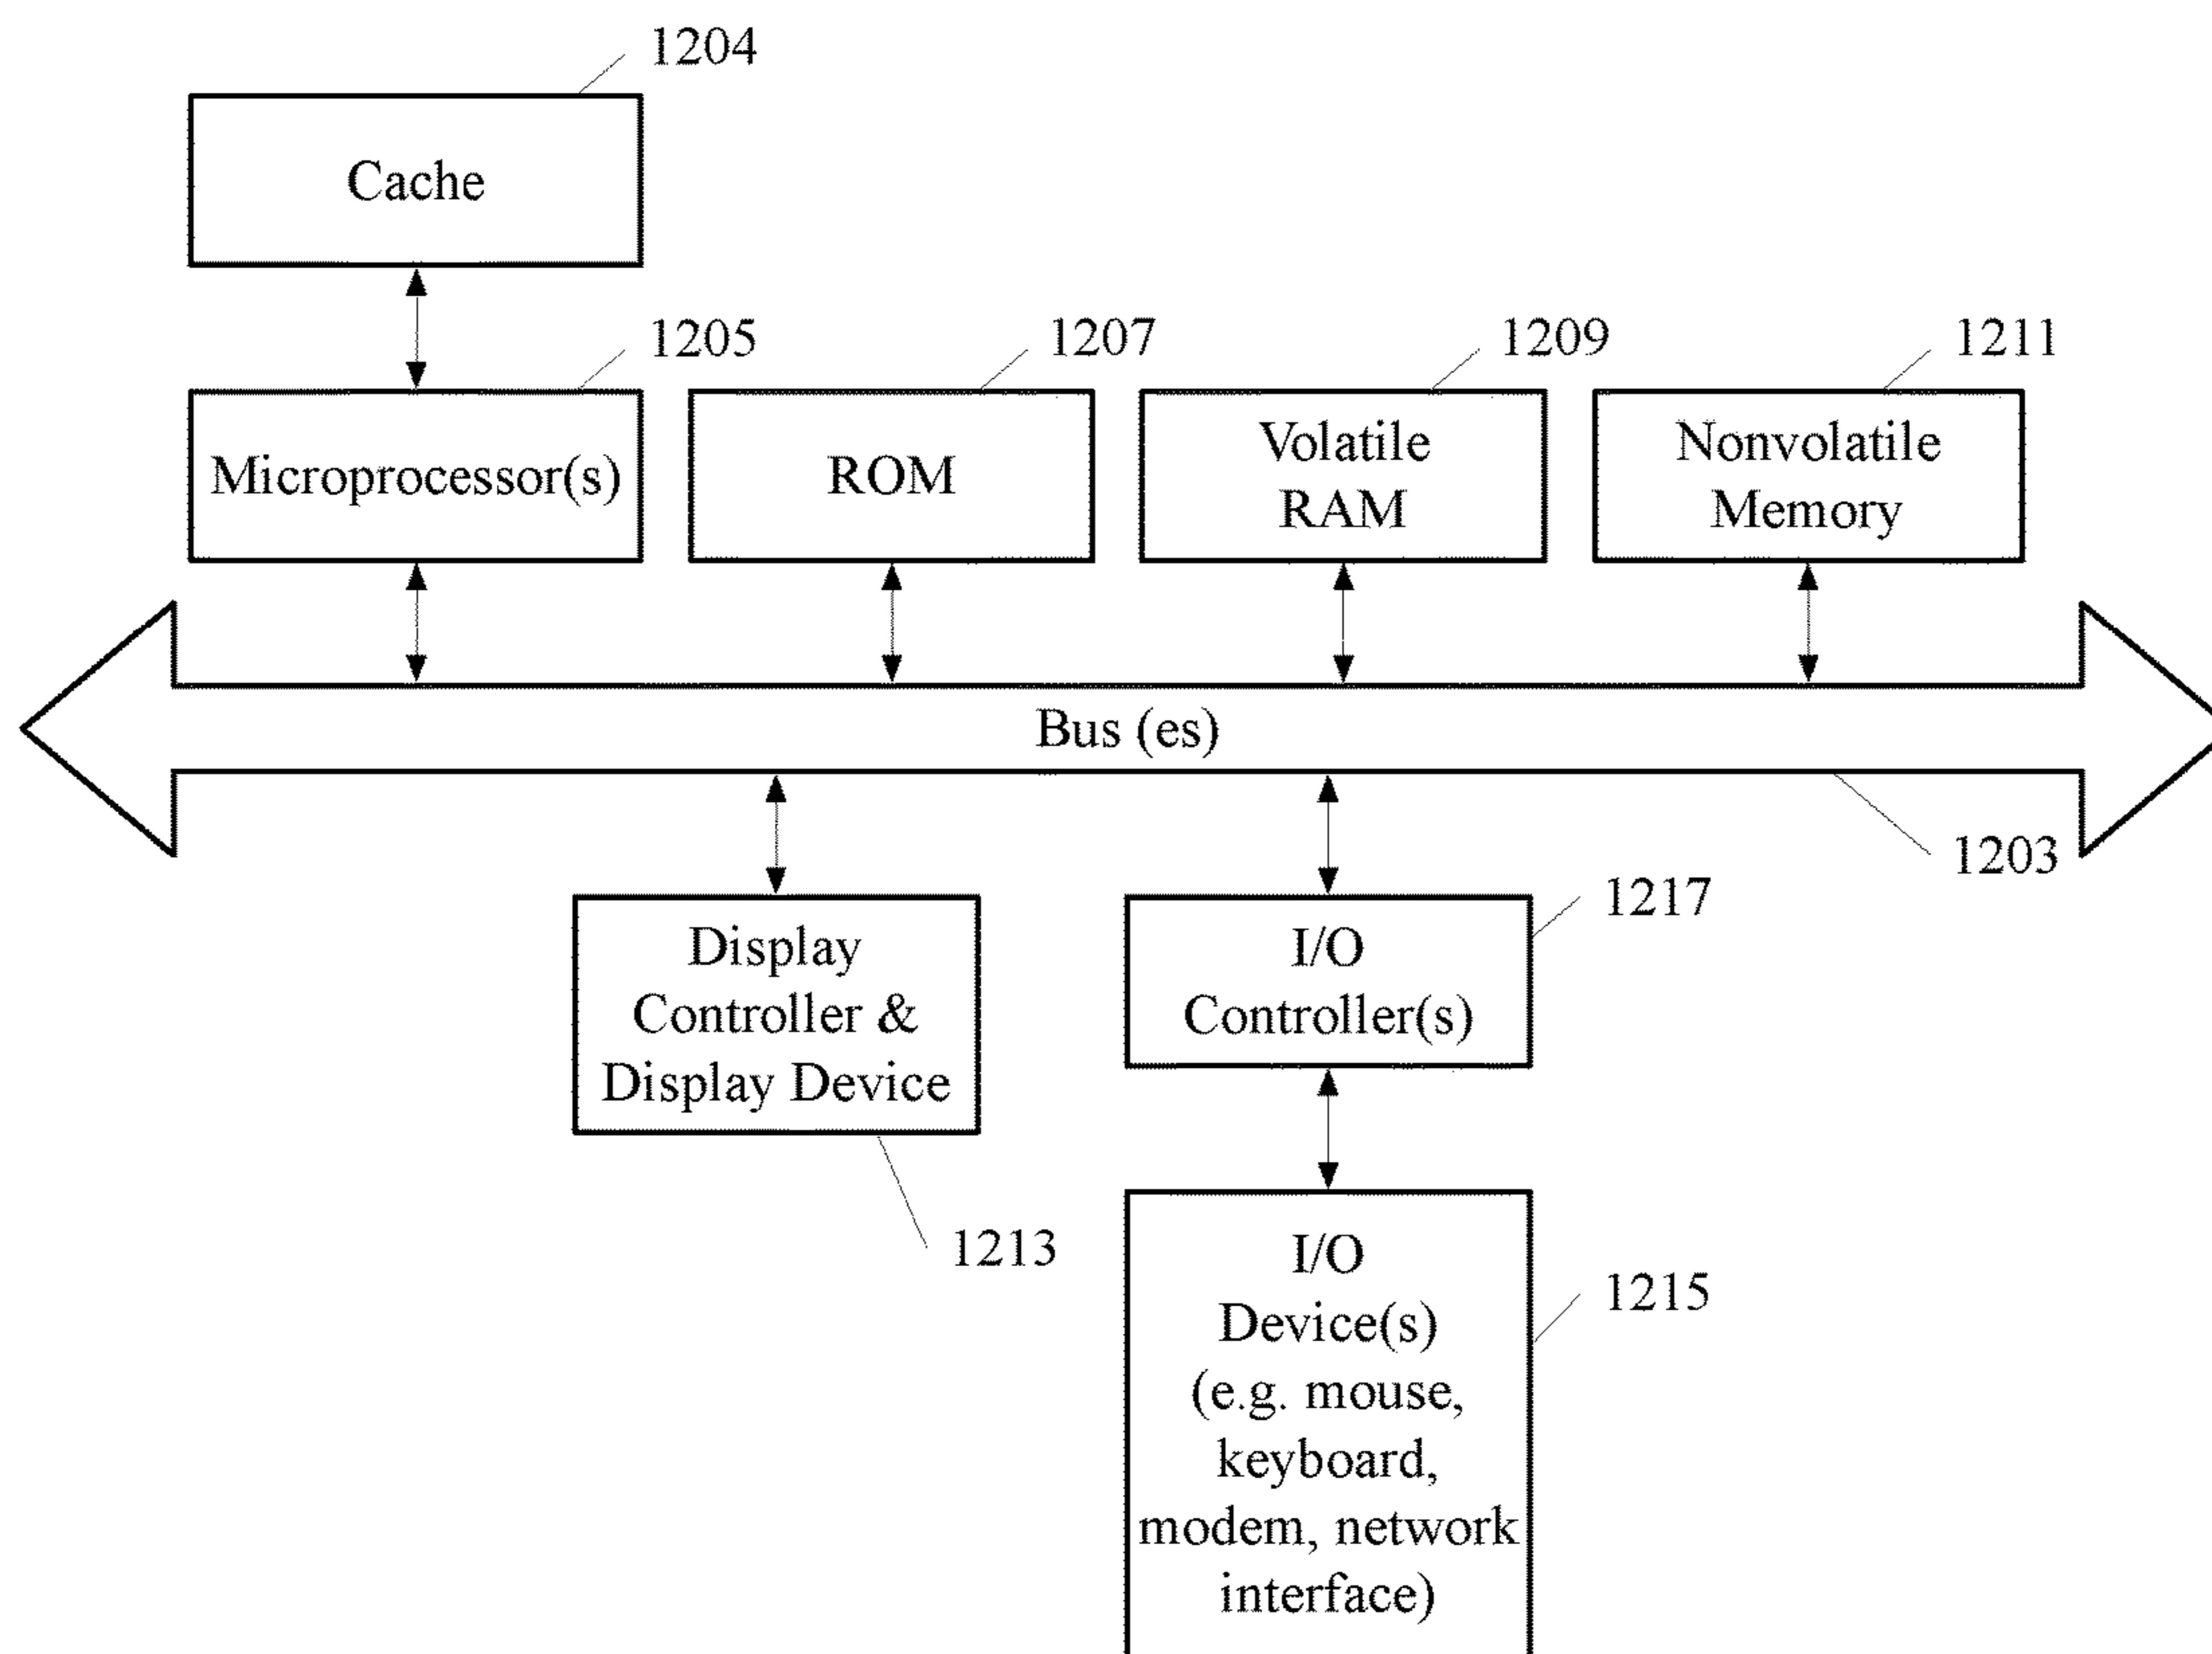 1204
Cache
1205
1207
1209
1211
Microprocessor(s)
ROM
Volatile
RAM
Nonvolatile
Memory
Bus (es)
1203
1217
Display
Controller &
Display Device
I/O
Controller(s)
1213
I/O
Device(s)
(e.g. mouse,
keyboard,
modem, network
interface)
1215